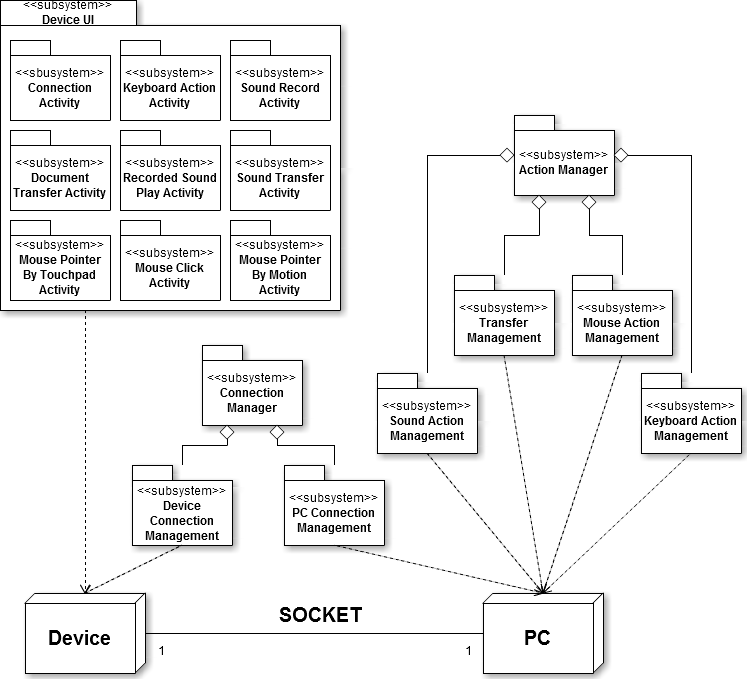 <<subsystem>>
Device UI
<<sbusystem>>
Connection
Activity
<<subsystem>>
Keyboard Action
Activity
<<subsystem>>
Sound Record
Activity
<<subsystem>>
Document
Transfer Activity
<<subsystem>>
Recorded Sound
Play Activity
<<subsystem>>
Sound Transfer
Activity
<<subsystem>>
Mouse Pointer
By Touchpad
Activity
<<subsystem>>
Mouse Click
Activity
<<subsystem>>
Mouse Pointer
By Motion
Activity
<<subsystem>>
Action Manager
<<subsystem>>
Transfer
Management
<<subsystem>>
Mouse Action
Management
<<subsystem>>
Connection
Manager
<<subsystem>>
Sound Action
Management
<<subsystem>>
Keyboard Action
Management
<<subsystem>>
Device
Connection
Management
<<subsystem>>
PC Connection
Management
Device
SOCKET
1
1
PC